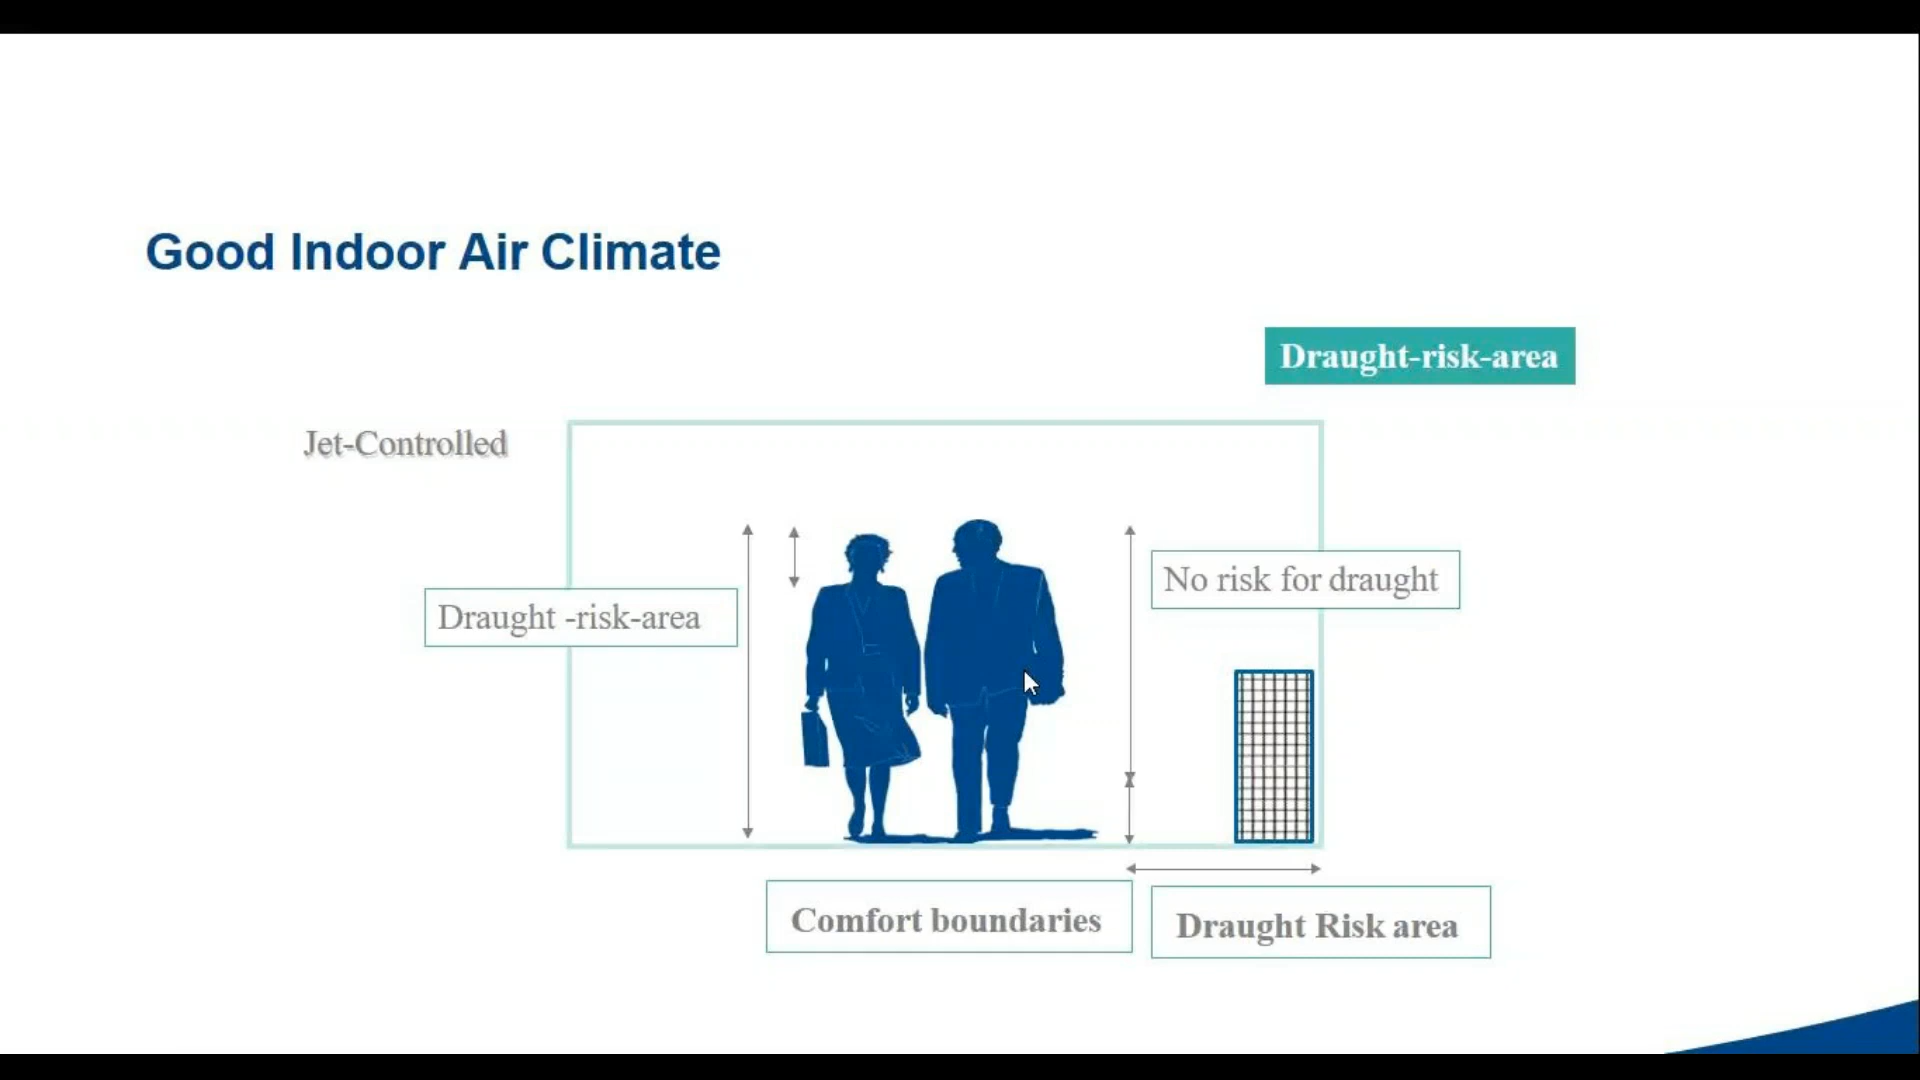 Good Indoor Air Climate
Draught-risk-area
Jet-Controlled
No risk for draught
Draught -risk-area
Comfort boundaries
Draught Risk area